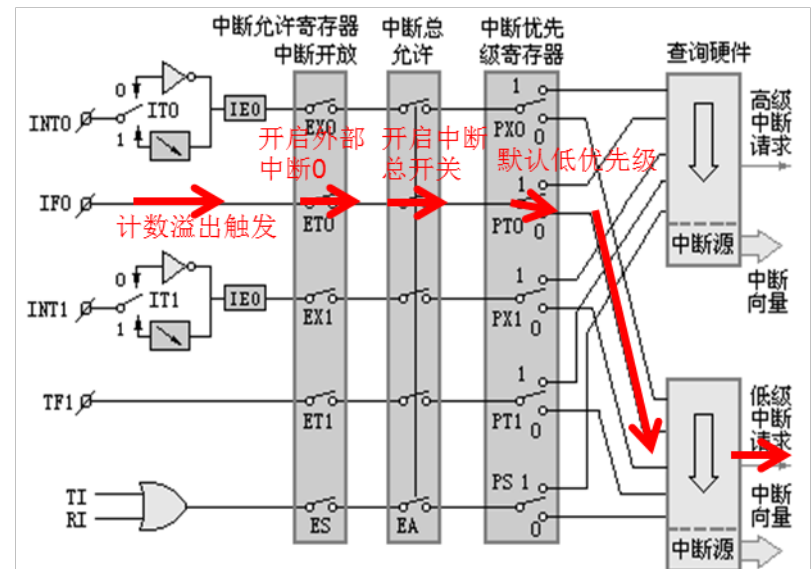 中断允许寄存器
中断开放
中断总
允许
中断优先
级寄存器
查询硬件
0
IT0
1
INT0
IE0
EX0
1
PX0
0
高级
中断
请求
开启外部
中断0
开启中断
总开关
默认低优先级
IF0
计数溢出触发
ET0
1
PT0
0
中断源
中断
向量
0
IT1
1
INT1
IE0
EX1
1
PX1
0
TF1
ET1
1
PT1
0
低级
中断
请求
TI
RI
ES
EA
PS 1
0
中断
向量
中断源